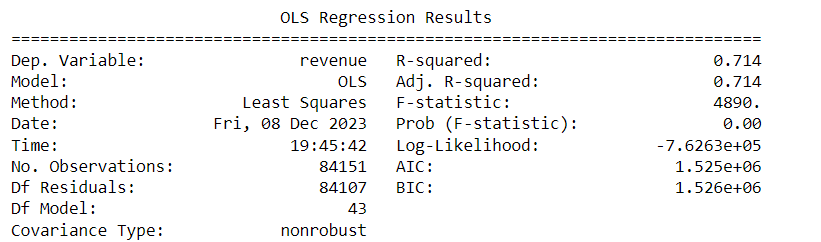 OLS Regression Results
==============================================================================
Dep. Variable: revenue R-squared: 0.714
Model: OLS Adj. R-squared: 0.714
Method: Least Squares F-statistic: 4890.
Date: Fri, 08 Dec 2023 Prob (F-statistic): 0.00
Time: 19:45:42 Log-Likelihood: -7.6263e+05
No. Observations: 84151 AIC: 1.525e+06
Df Residuals: 84107 BIC: 1.526e+06
Df Model: 43
Covariance Type: nonrobust